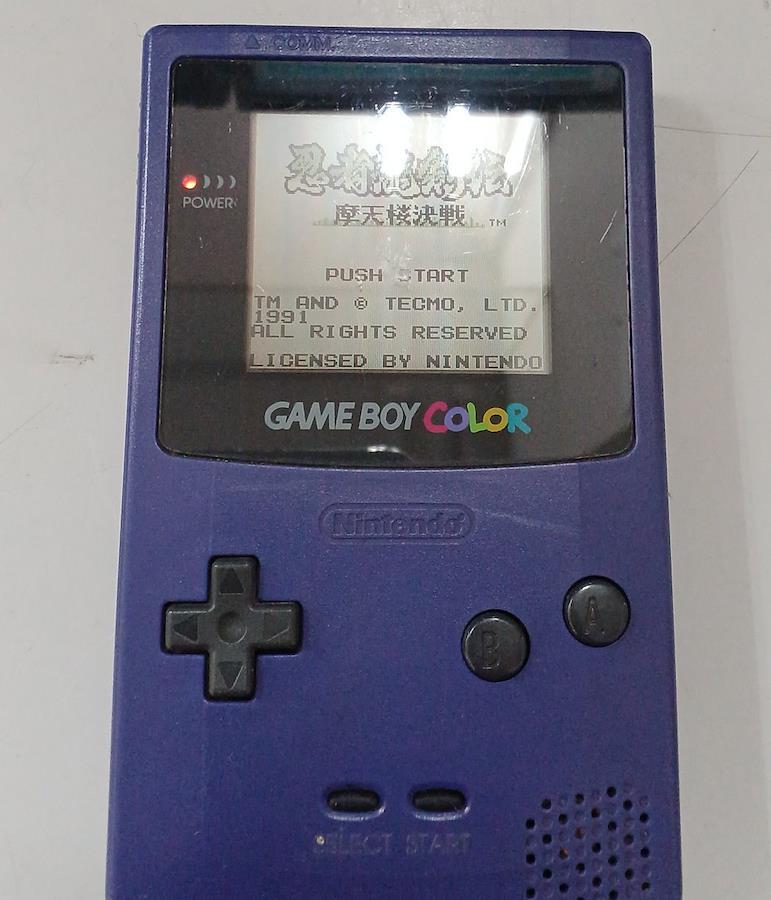 COMM.
忍者龍剣伝
摩天楼決戦
TM
POWER
PUSH START
TM AND © TECMO, LTD.
1991
ALL RIGHTS RESERVED
LICENSED BY NINTENDO
GAME BOY COLOR
Nintendo
A
B
SELECT START